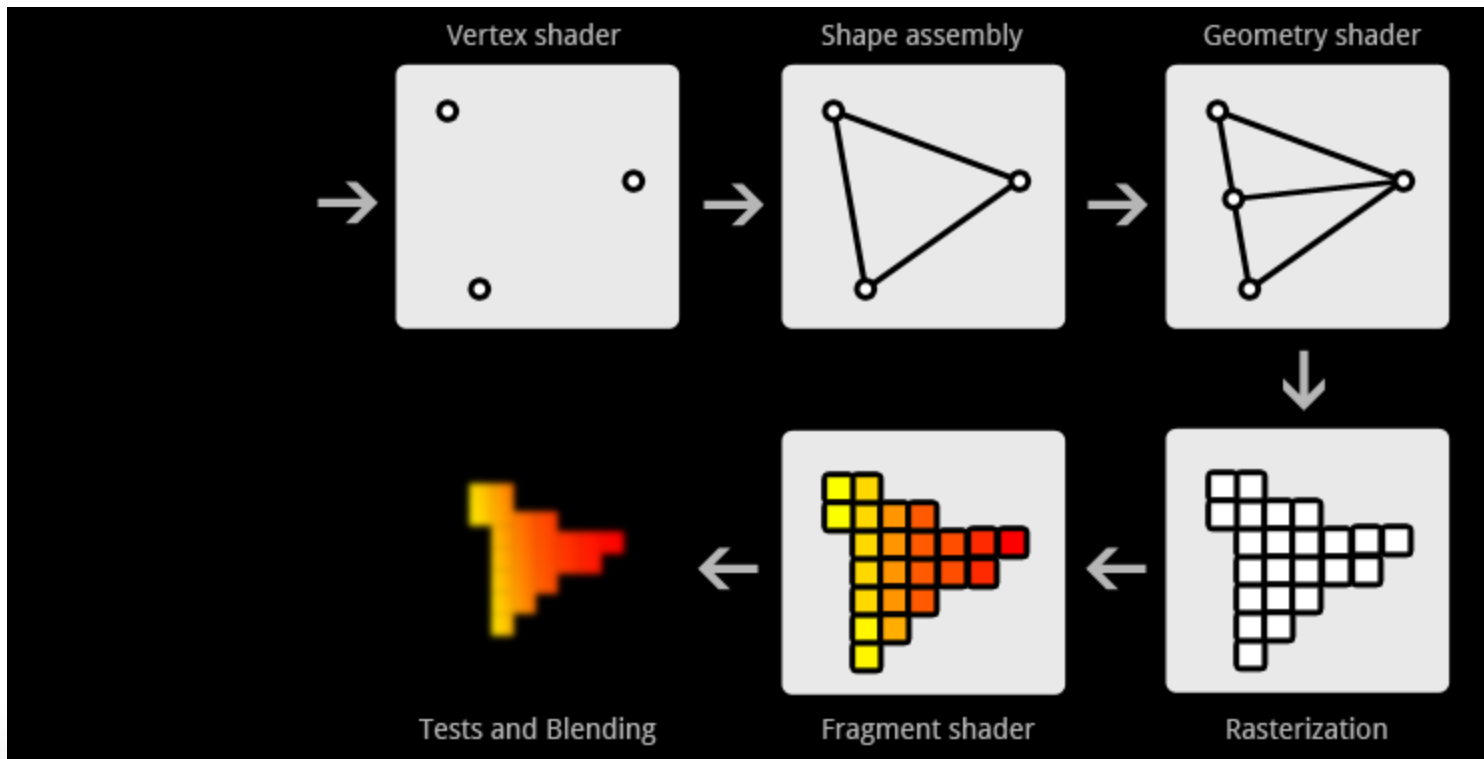 Vertex shader
Shape assembly
Geometry shader
Tests and Blending
Fragment shader
Rasterization